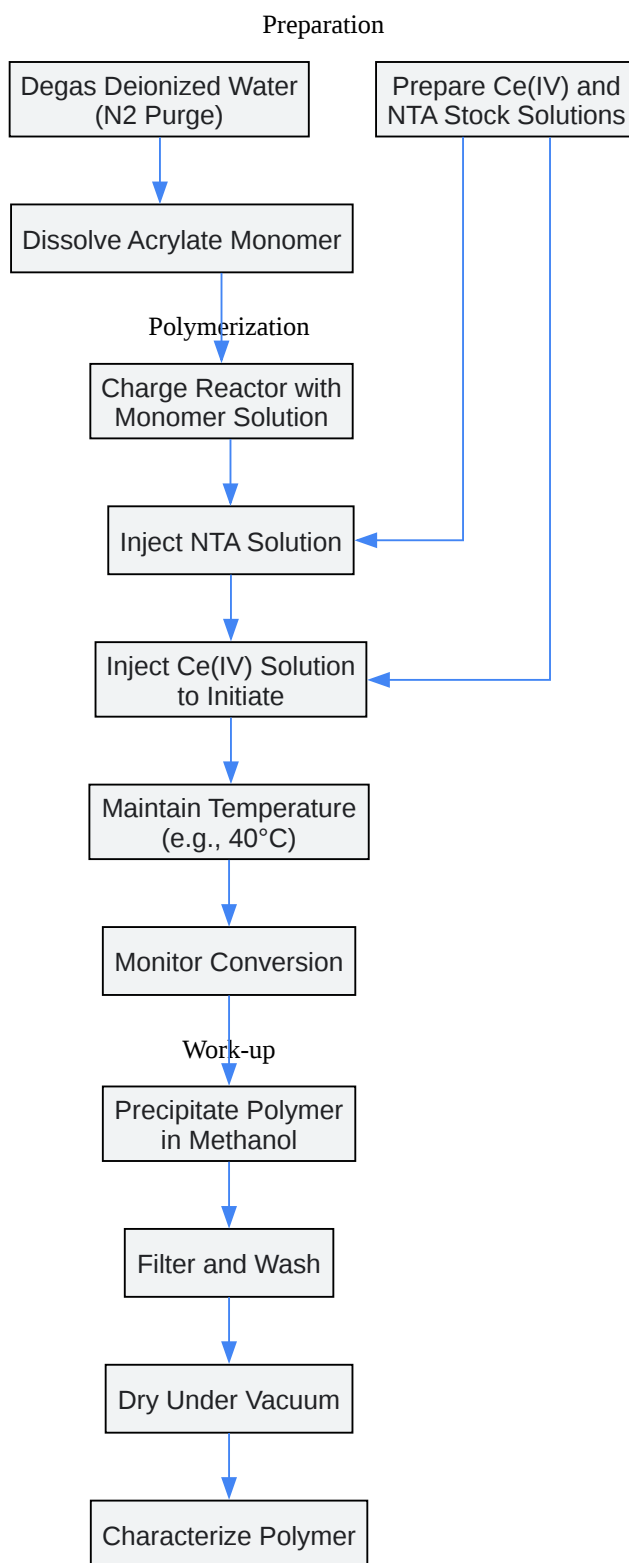 Preparation
Degas Deionized Water
(N2 Purge)
Prepare Ce(IV) and
NTA Stock Solutions
Dissolve Acrylate Monomer
Polymerization
Charge Reactor with
Monomer Solution
Inject NTA Solution
Inject Ce(IV) Solution
to Initiate
Maintain Temperature
(e.g., 40°C)
Monitor Conversion
Work-up
Precipitate Polymer
in Methanol
Filter and Wash
Dry Under Vacuum
Characterize Polymer